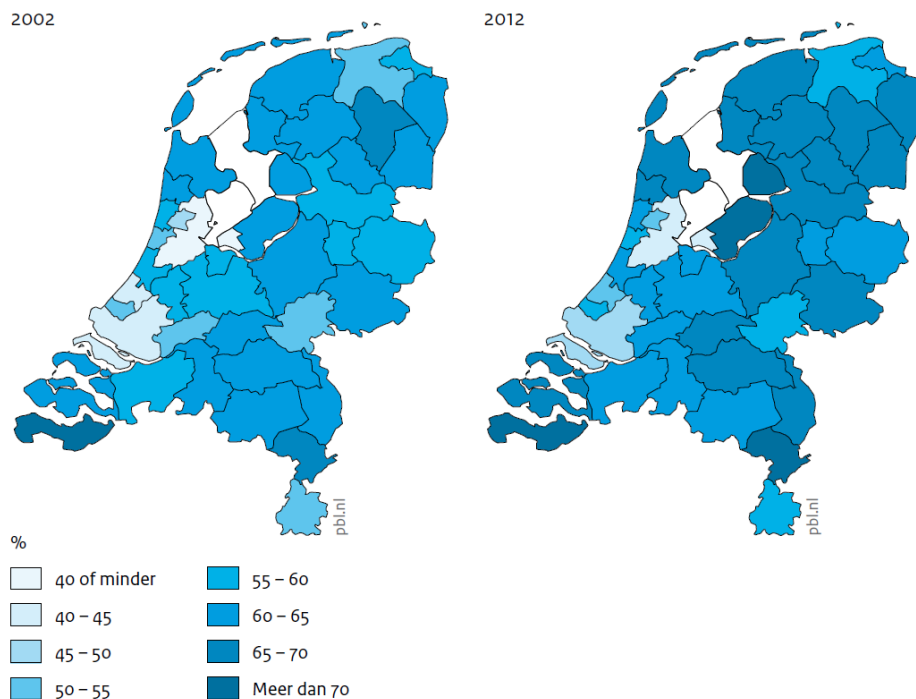 2002
2012
pbl.nl
pbl.nl
%
40 of minder
40 – 45
45 – 50
50 – 55
55 – 60
60 – 65
65 – 70
Meer dan 70